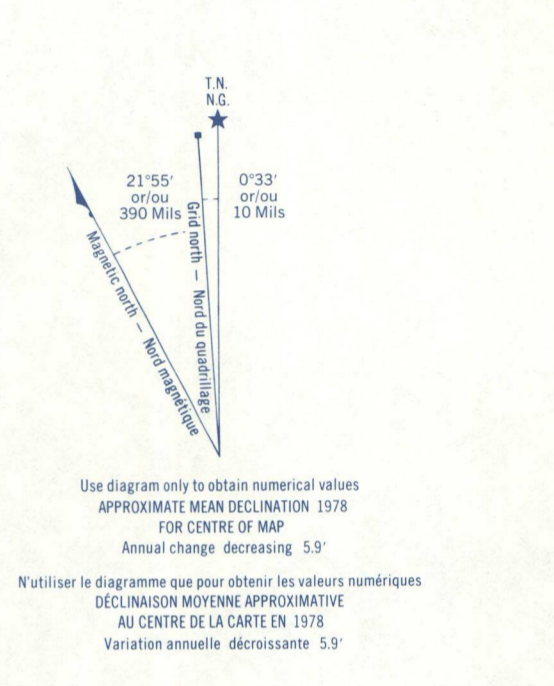 T.N.
N.G.
21°55′
or/ou
390 Mils
0°33′
or/ou
10 Mils
Magnetic north – Nord magnétique
Grid north – Nord du quadrillage
Use diagram only to obtain numerical values
APPROXIMATE MEAN DECLINATION 1978
FOR CENTRE OF MAP
Annual change decreasing 5.9′
N'utiliser le diagramme que pour obtenir les valeurs numériques
DÉCLINAISON MOYENNE APPROXIMATIVE
AU CENTRE DE LA CARTE EN 1978
Variation annuelle décroissante 5.9′